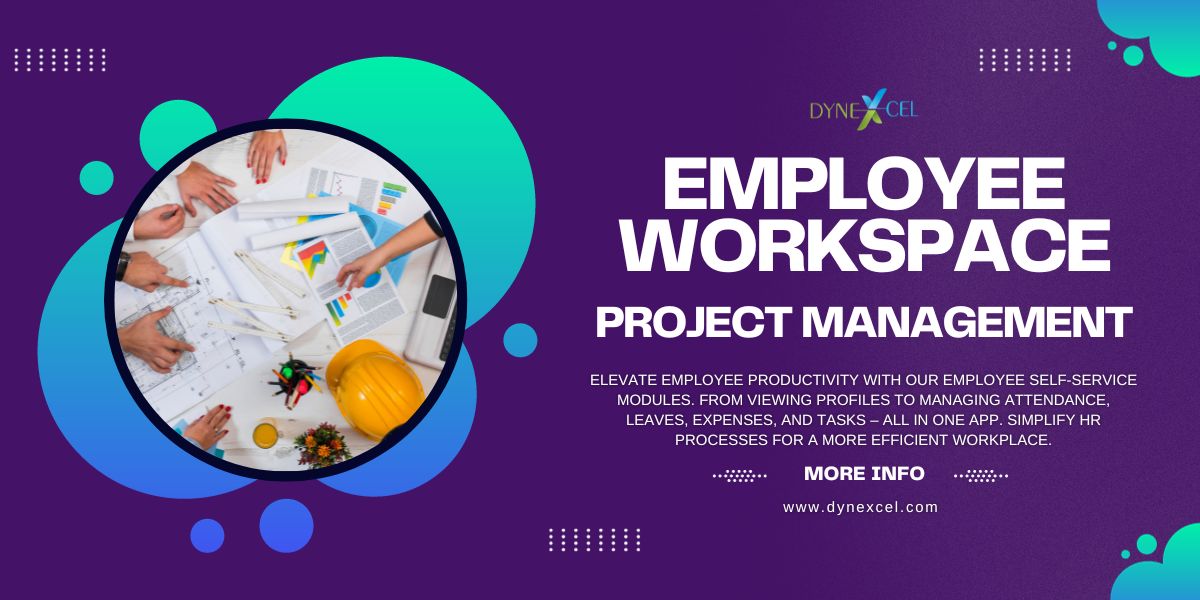 DYNEXCEL
EMPLOYEE
WORKSPACE
PROJECT MANAGEMENT
ELEVATE EMPLOYEE PRODUCTIVITY WITH OUR EMPLOYEE SELF-SERVICE
MODULES. FROM VIEWING PROFILES TO MANAGING ATTENDANCE,
LEAVES, EXPENSES, AND TASKS – ALL IN ONE APP. SIMPLIFY HR
PROCESSES FOR A MORE EFFICIENT WORKPLACE.
MORE INFO
www.dynexcel.com